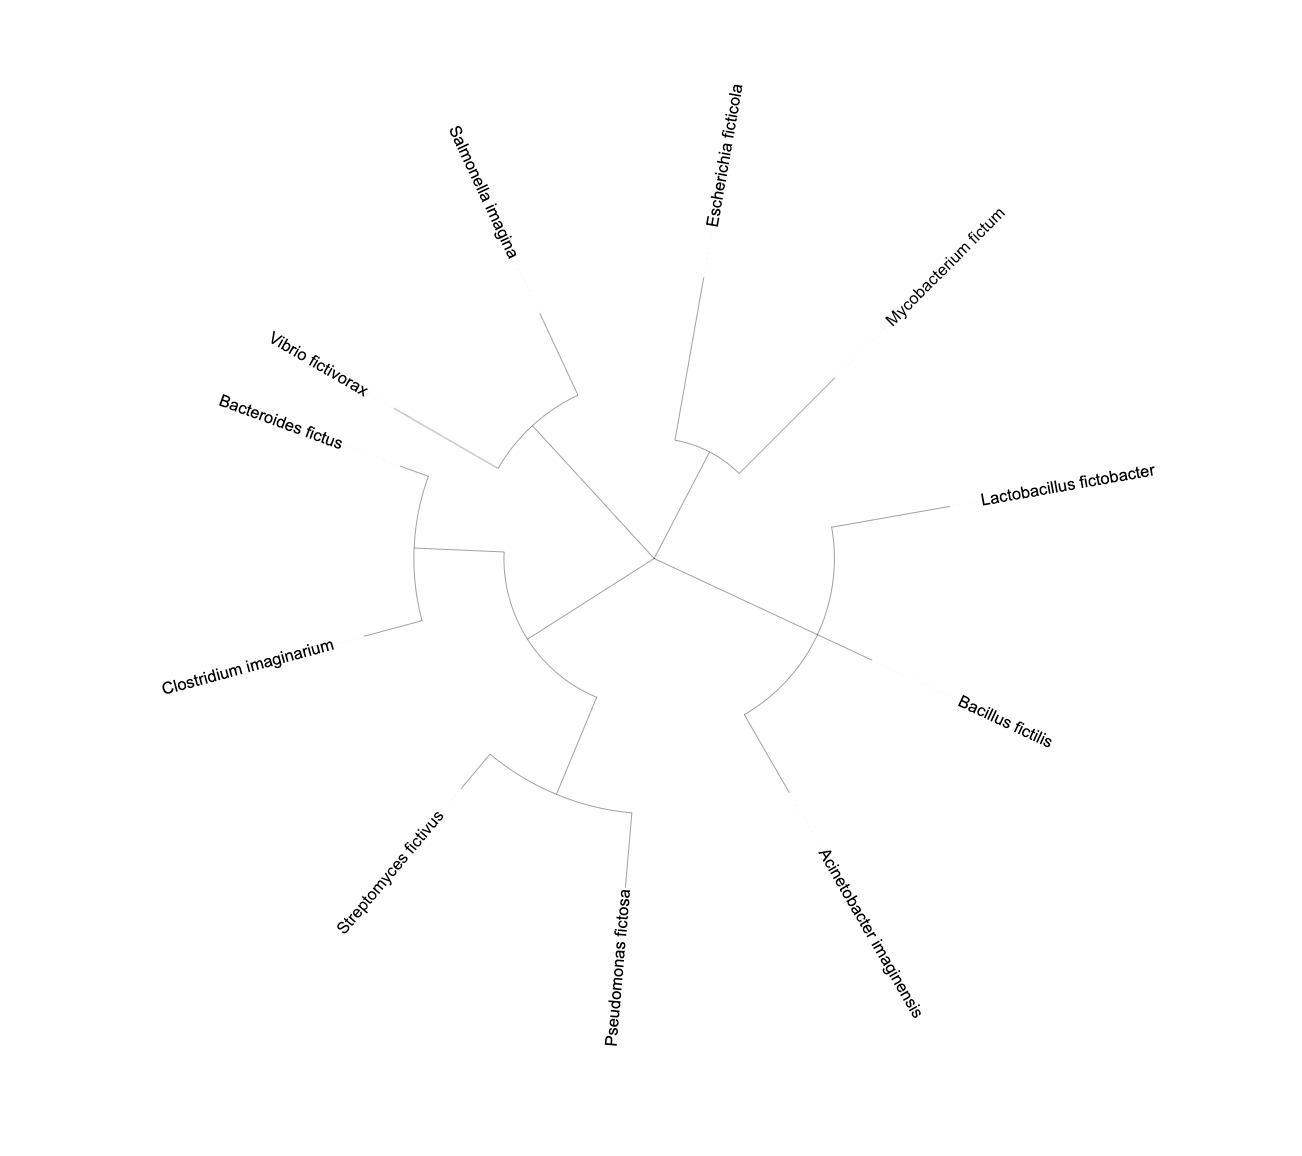 Escherichia ficticola
Salmonella imagina
Mycobacterium fictum
Vibrio fictivorax
Bacteroides fictus
Lactobacillus fictobacter
Clostridium imaginarium
Bacillus fictilis
Streptomyces fictivus
Acinetobacter imaginensis
Pseudomonas fictosa